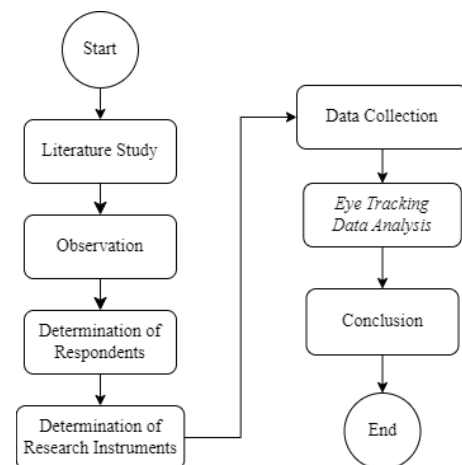 Start
Literature Study
Observation
Determination of
Respondents
Determination of
Research Instruments
Data Collection
Eye Tracking
Data Analysis
Conclusion
End